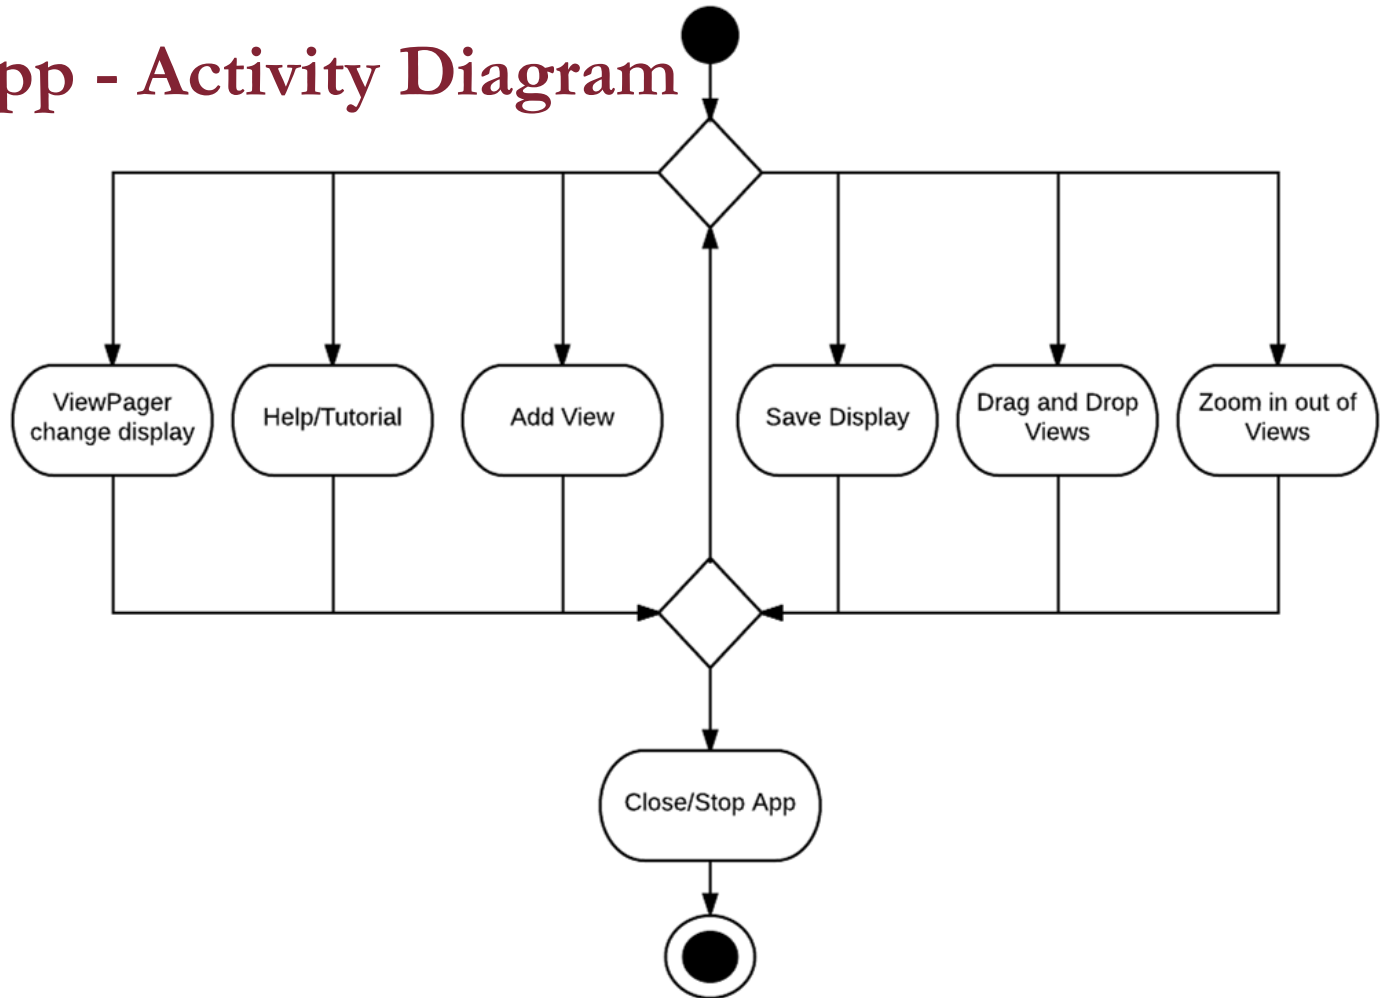 pp - Activity Diagram
ViewPager
change display
Help/Tutorial
Add View
Save Display
Drag and Drop
Views
Zoom in out of
Views
Close/Stop App